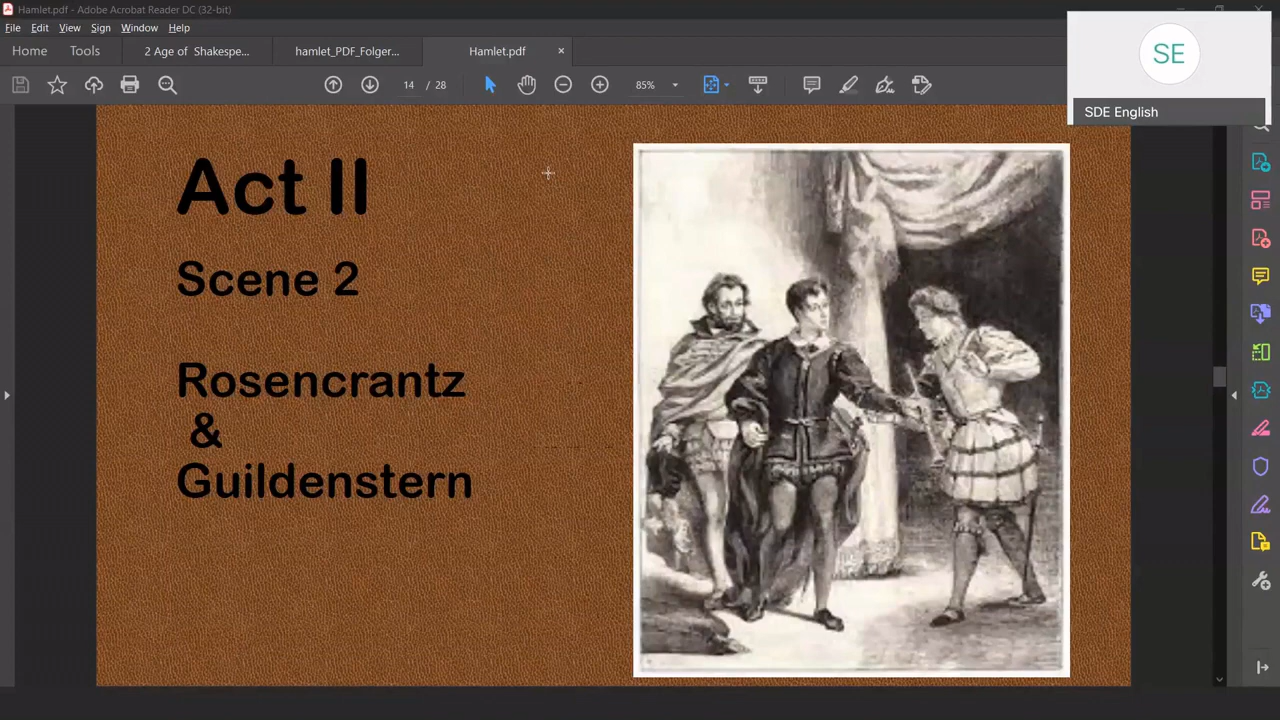 Hamlet.pdf - Adobe Acrobat Reader DC (32-bit)
File Edit View Sign Window Help
Home Tools 2 Age of Shakespe... hamlet_PDF_Folger... Hamlet.pdf ×
14 / 28 85%
SE
SDE English
Act II
Scene 2
Rosencrantz
&
Guildenstern